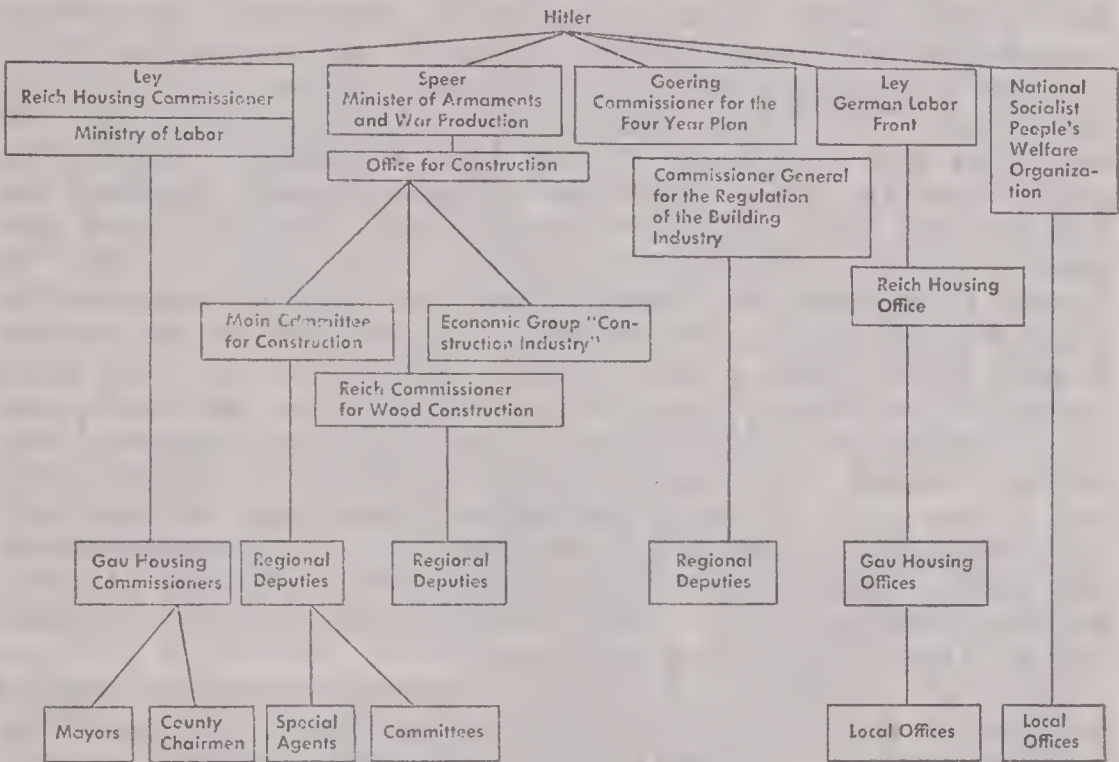 Hitler
Ley
Reich Housing Commissioner
Ministry of Labor
Speer
Minister of Armaments
and War Production
Office for Construction
Goering
Commissioner for the
Four Year Plan
Ley
German Labor
Front
National
Socialist
People's
Welfare
Organiza-
tion
Commissioner General
for the Regulation
of the Building
Industry
Reich Housing
Office
Main Committee
for Construction
Economic Group "Con-
struction Industry"
Reich Commissioner
for Wood Construction
Gau Housing
Commissioners
Regional
Deputies
Regional
Deputies
Regional
Deputies
Gau Housing
Offices
Mayors
County
Chairmen
Special
Agents
Committees
Local Offices
Local
Offices